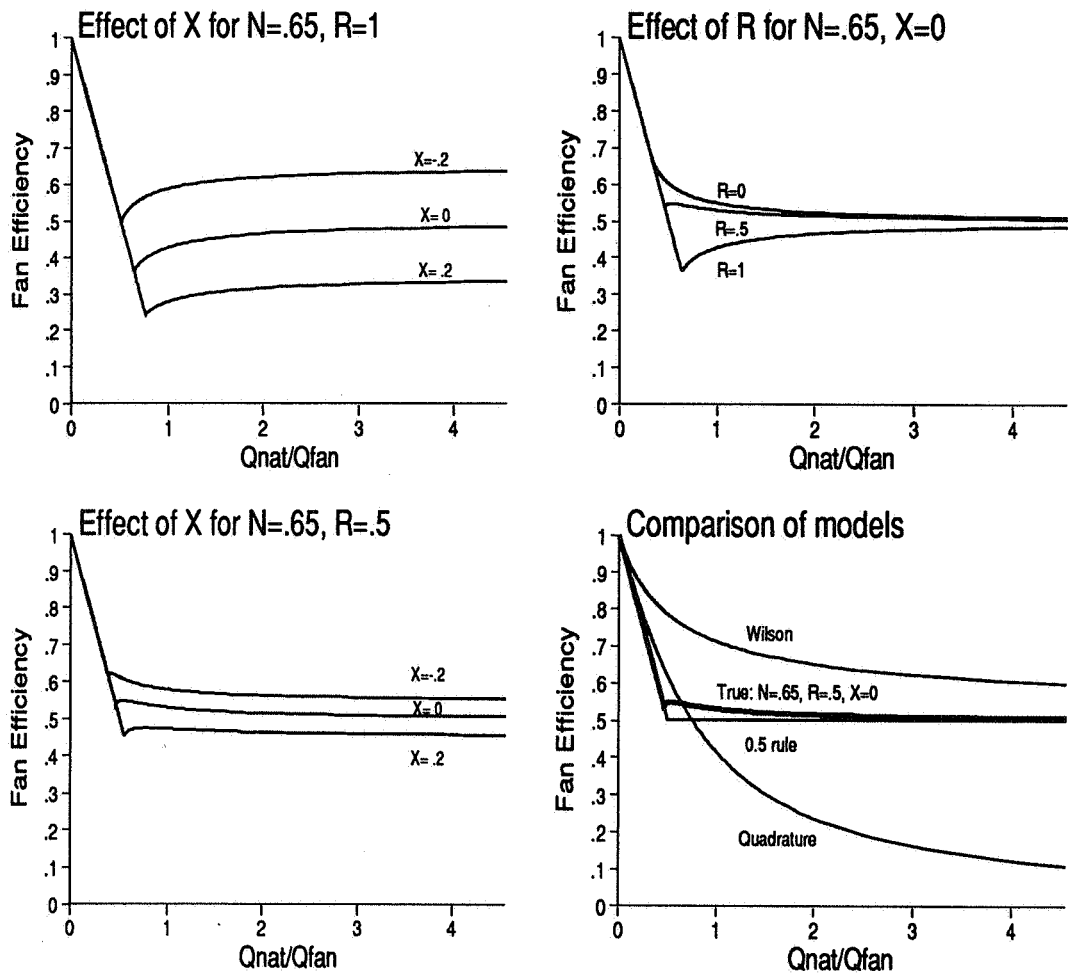 Effect of X for N=.65, R=1
1
.9
.8
.7
.6
.5
.4
.3
.2
.1
0
Fan Efficiency
X=-.2
X= 0
X= .2
0 1 2 3 4
Qnat/Qfan
Effect of R for N=.65, X=0
1
.9
.8
.7
.6
.5
.4
.3
.2
.1
0
Fan Efficiency
R=0
R=.5
R=1
0 1 2 3 4
Qnat/Qfan
Effect of X for N=.65, R=.5
1
.9
.8
.7
.6
.5
.4
.3
.2
.1
0
Fan Efficiency
X=-.2
X= 0
X= .2
0 1 2 3 4
Qnat/Qfan
Comparison of models
1
.9
.8
.7
.6
.5
.4
.3
.2
.1
0
Fan Efficiency
Wilson
True: N=.65, R=.5, X=0
0.5 rule
Quadrature
0 1 2 3 4
Qnat/Qfan